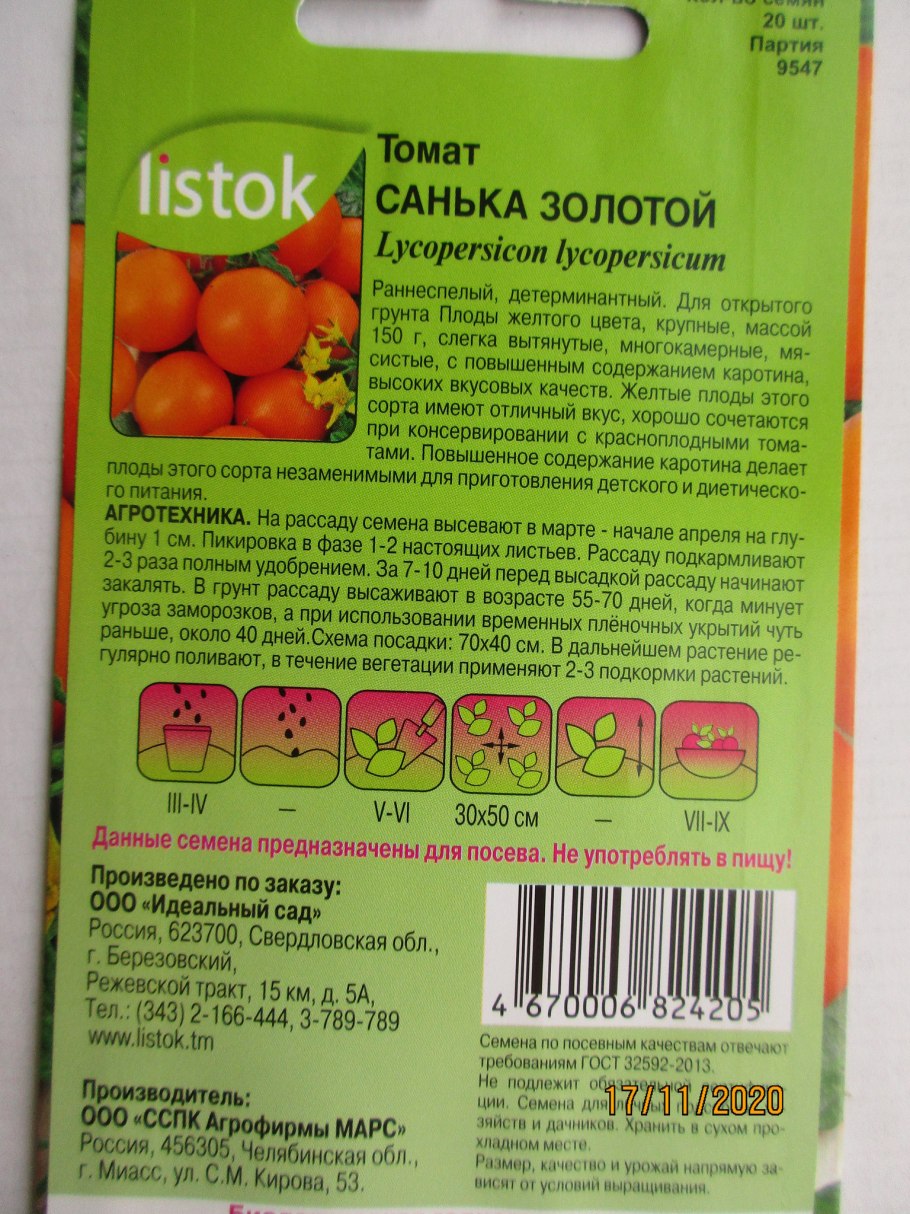 20 шт.
Партия
9547
listok
Томат
САНЬКА ЗОЛОТОЙ
Lycopersicon lycopersicum
Раннеспелый, детерминантный. Для открытого
грунта Плоды желтого цвета, крупные, массой
150 г, слегка вытянутые, многокамерные, мя-
систые, с повышенным содержанием каротина,
высоких вкусовых качеств. Желтые плоды этого
сорта имеют отличный вкус, хорошо сочетаются
при консервировании с красноплодными тома-
тами. Повышенное содержание каротина делает
плоды этого сорта незаменимыми для приготовления детского и диетическо-
го питания.
АГРОТЕХНИКА. На рассаду семена высевают в марте - начале апреля на глу-
бину 1 см. Пикировка в фазе 1-2 настоящих листьев. Рассаду подкармливают
2-3 раза полным удобрением. За 7-10 дней перед высадкой рассаду начинают
закалять. В грунт рассаду высаживают в возрасте 55-70 дней, когда минует
угроза заморозков, а при использовании временных плёночных укрытий чуть
раньше, около 40 дней.Схема посадки: 70х40 см. В дальнейшем растение ре-
гулярно поливают, в течение вегетации применяют 2-3 подкормки растений.
III-IV – V-VI 30х50 см – VII-IX
Данные семена предназначены для посева. Не употреблять в пищу!
Произведено по заказу:
ООО «Идеальный сад»
Россия, 623700, Свердловская обл.,
г. Березовский,
Режевской тракт, 15 км, д. 5А,
Тел.: (343) 2-166-444, 3-789-789
www.listok.tm
Производитель:
ООО «ССПК Агрофирмы МАРС»
Россия, 456305, Челябинская обл.,
г. Миасс, ул. С.М. Кирова, 53.
4 670006 824205
Семена по посевным качествам отвечают
требованиям ГОСТ 32592-2013.
Не подлежит
ции. Семена для
зяйств и дачников. Хранить в сухом про-
хладном месте.
Размер, качество и урожай напрямую за-
висят от условий выращивания.
17/11/2020